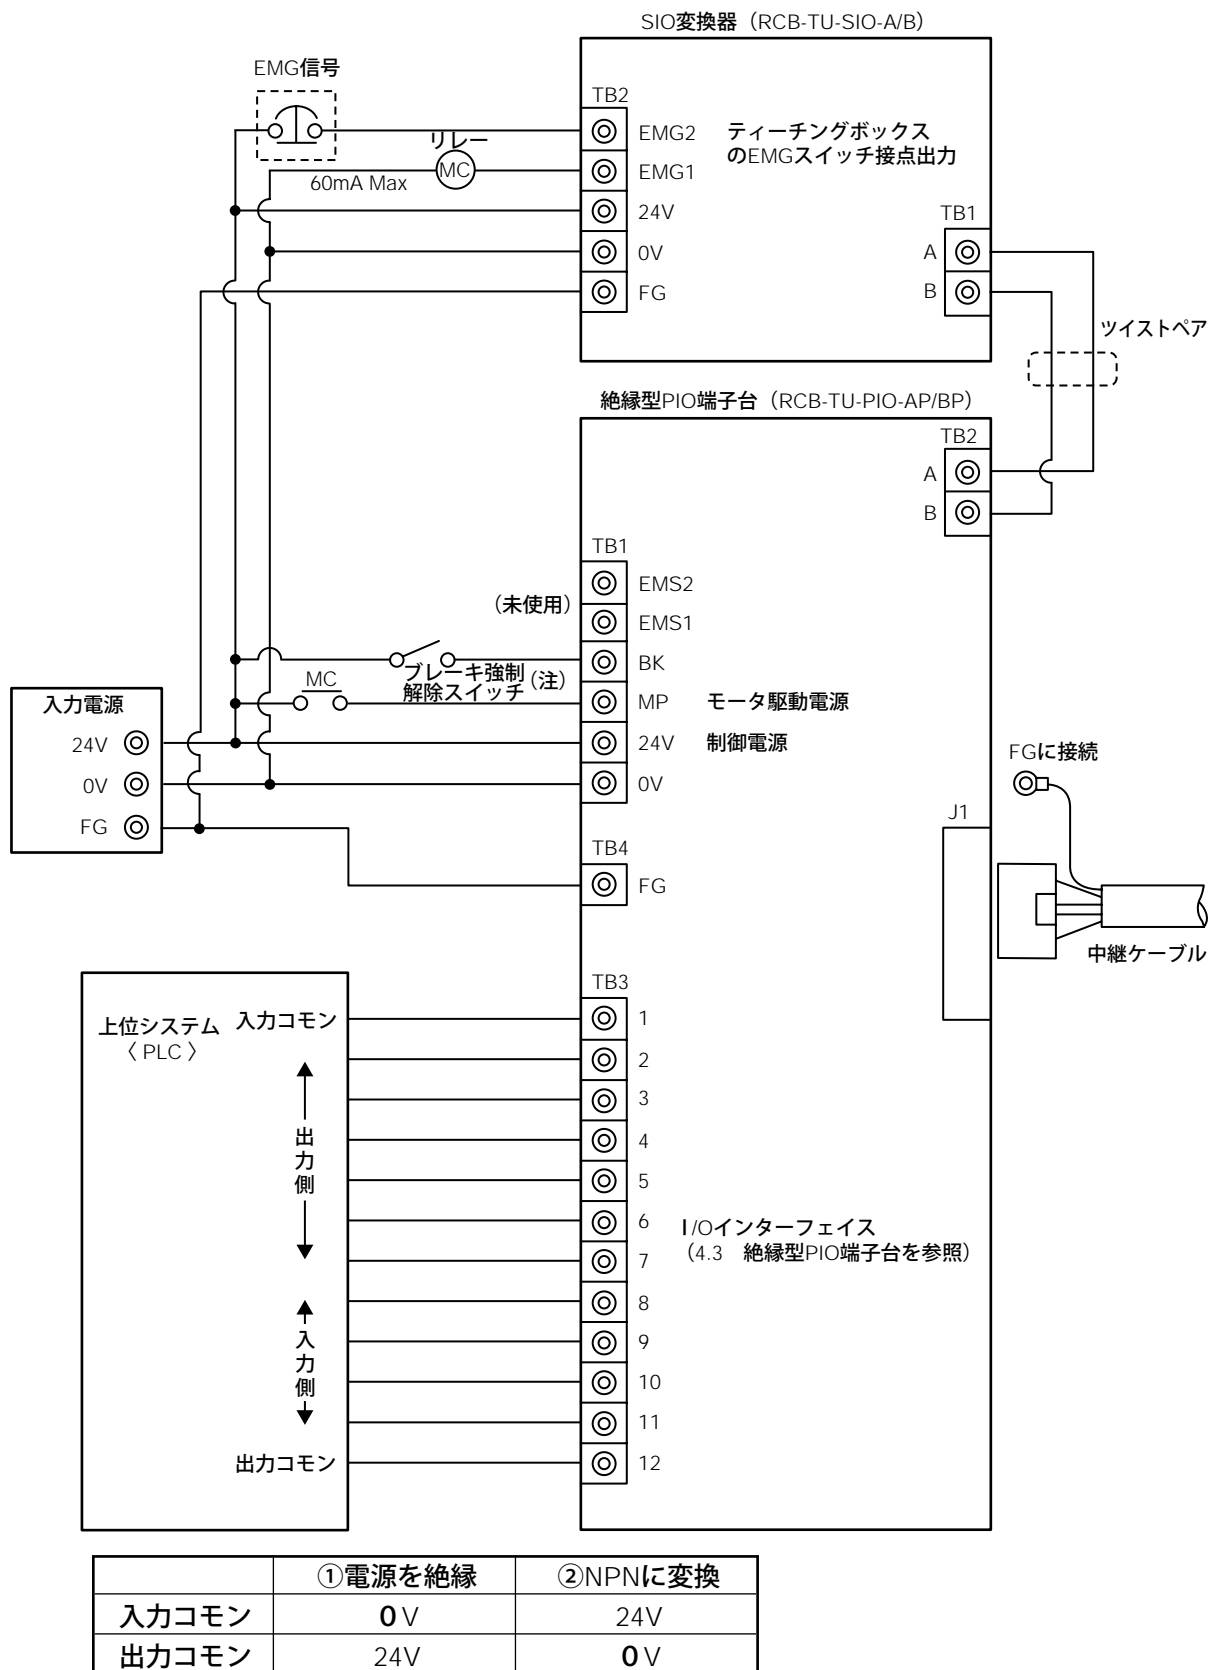 SIO変換器（RCB-TU-SIO-A/B）
EMG信号
TB2
EMG2
ティーチングボックス
のEMGスイッチ接点出力
リレー
MC
60mA Max
EMG1
24V
0V
FG
TB1
A
B
ツイストペア
絶縁型PIO端子台（RCB-TU-PIO-AP/BP）
TB2
A
B
TB1
EMS2
（未使用）
EMS1
BK
ブレーキ強制
解除スイッチ（注）
MC
MP モータ駆動電源
24V 制御電源
0V
入力電源
24V
0V
FG
FGに接続
J1
中継ケーブル
TB4
FG
上位システム
〈 PLC 〉
入力コモン
出力側
入力側
出力コモン
TB3
1
2
3
4
5
6
7
8
9
10
11
12
I/Oインターフェイス
（4.3　絶縁型PIO端子台を参照）
①電源を絶縁 ②NPNに変換
入力コモン 0V 24V
出力コモン 24V 0V